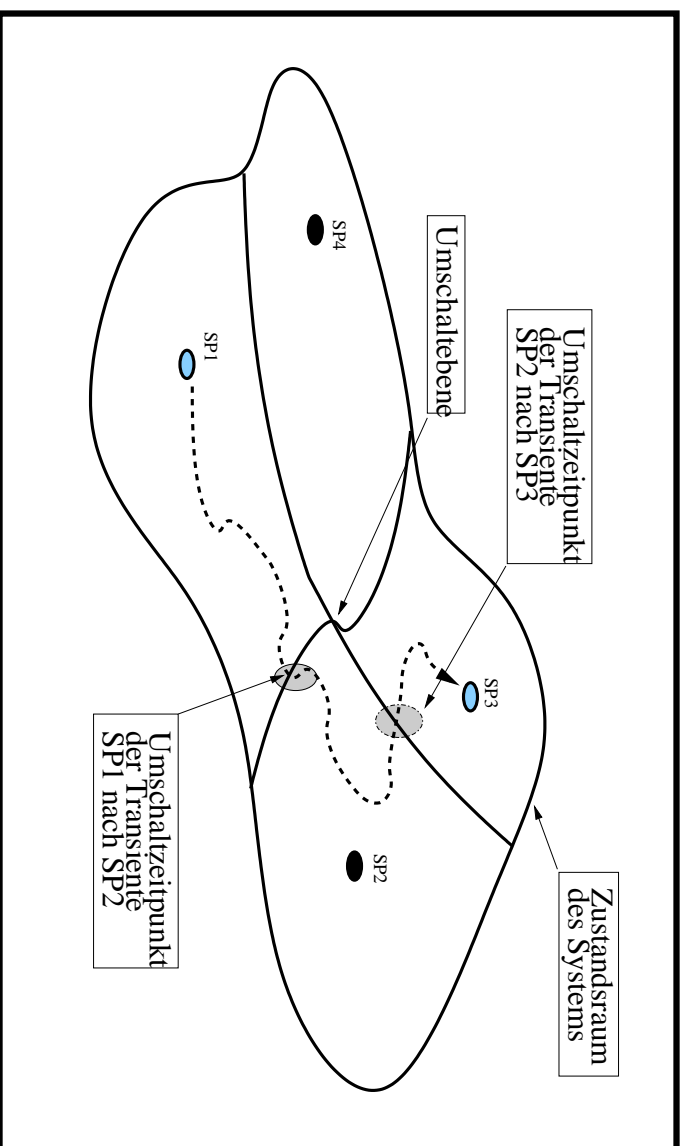 Zustandsraum
des Systems
Umschaltzeitpunkt
der Transiente
SP2 nach SP3
Umschaltebene
SP4
SP3
SP1
SP2
Umschaltzeitpunkt
der Transiente
SP1 nach SP2